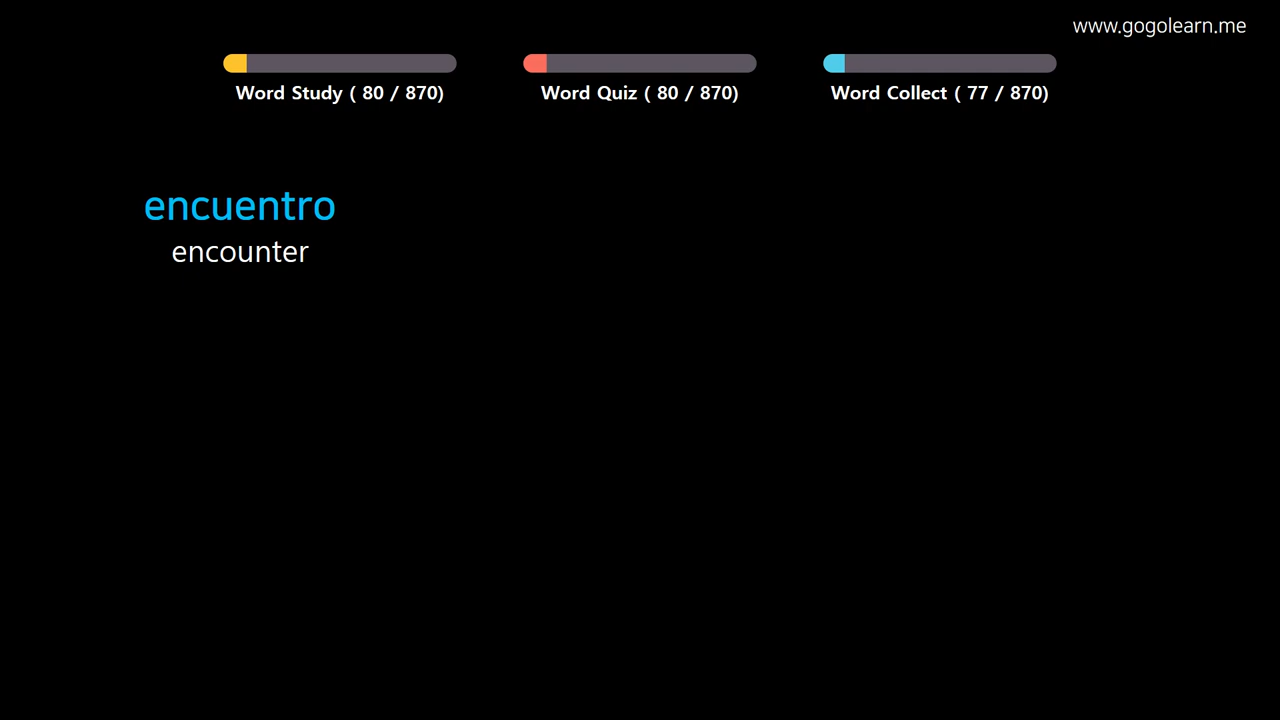 www.gogolearn.me
Word Study ( 80 / 870)
Word Quiz ( 80 / 870)
Word Collect ( 77 / 870)
encuentro
encounter